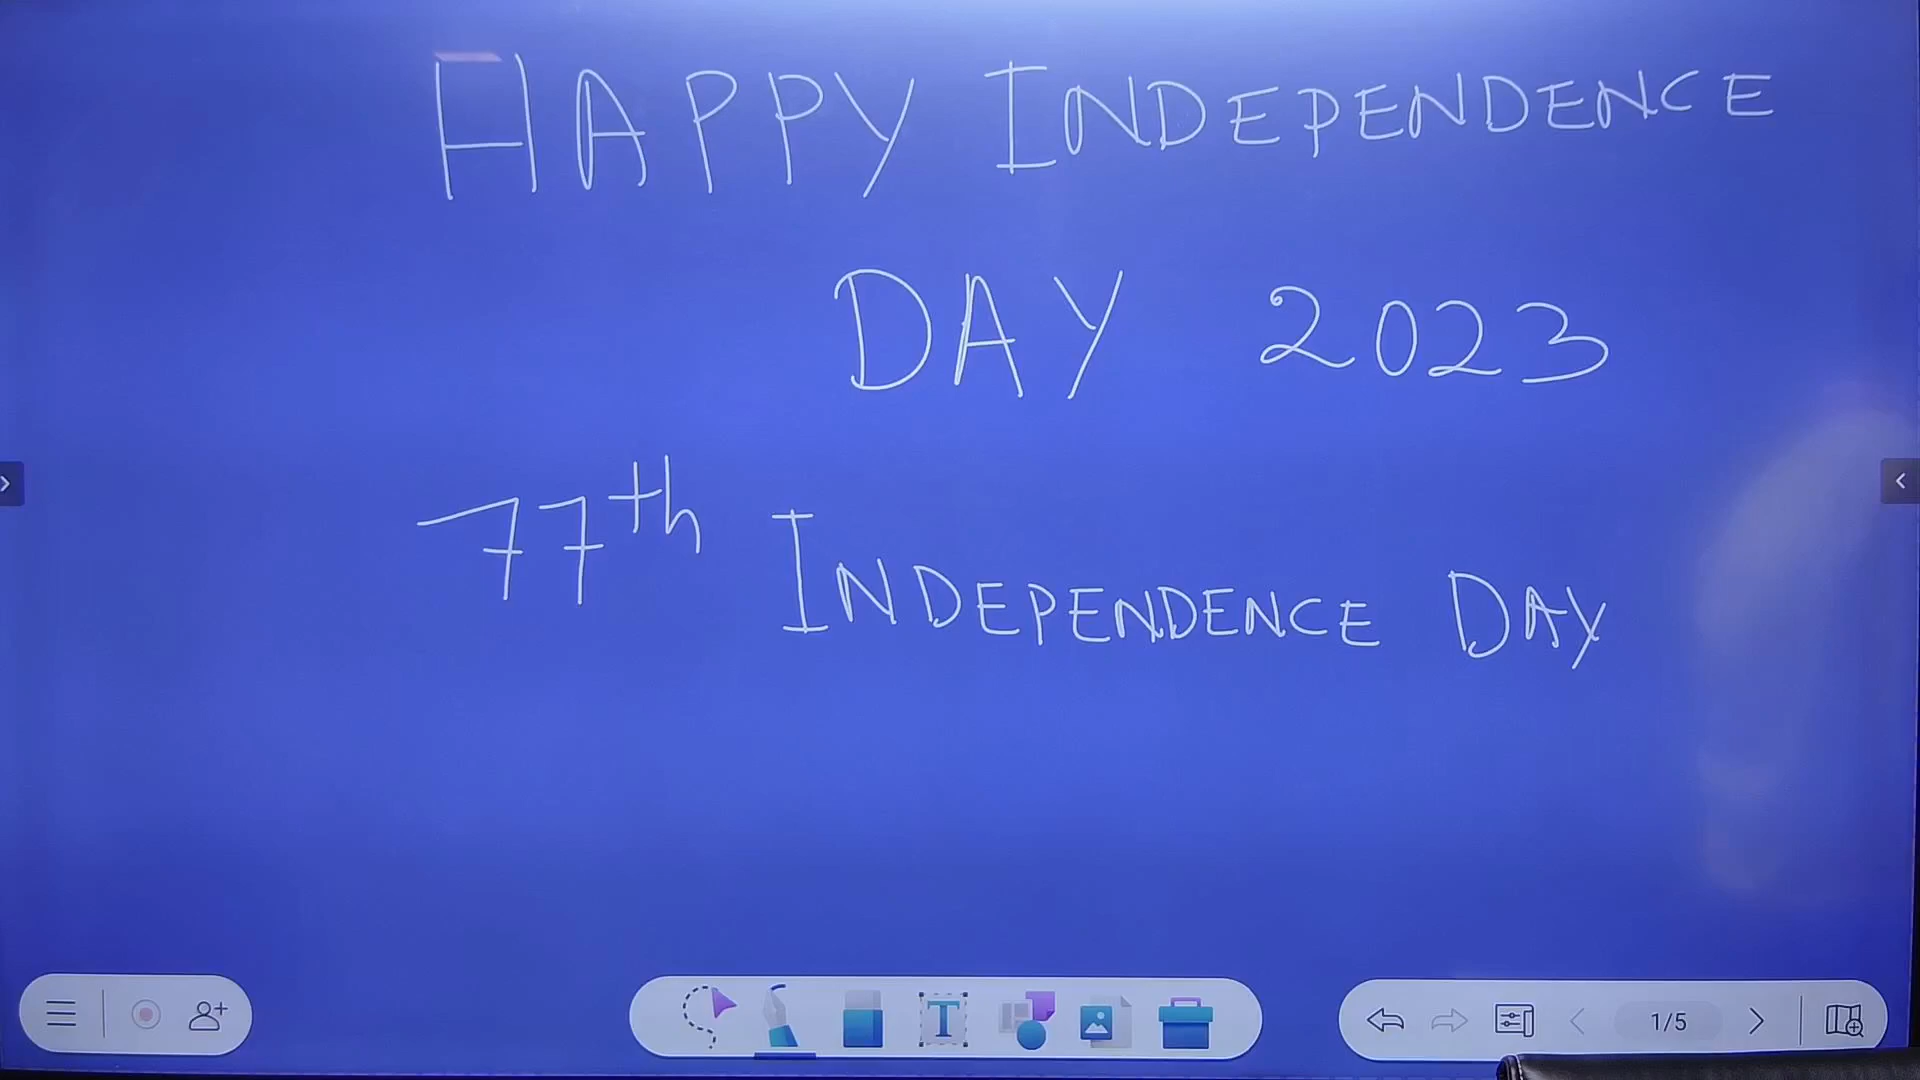 HAPPY INDEPENDENCE
DAY 2023
77th INDEPENDENCE DAY
T
1/5